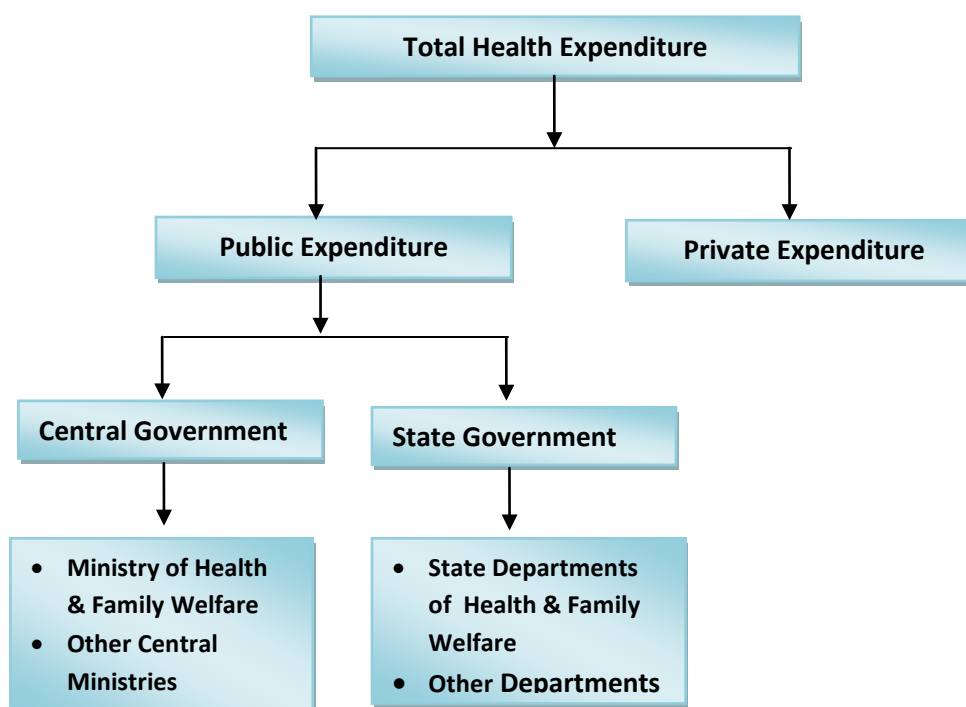 Total Health Expenditure
Public Expenditure
Private Expenditure
Central Government
State Government
• Ministry of Health
& Family Welfare
• Other Central
Ministries
• State Departments
of Health & Family
Welfare
• Other Departments